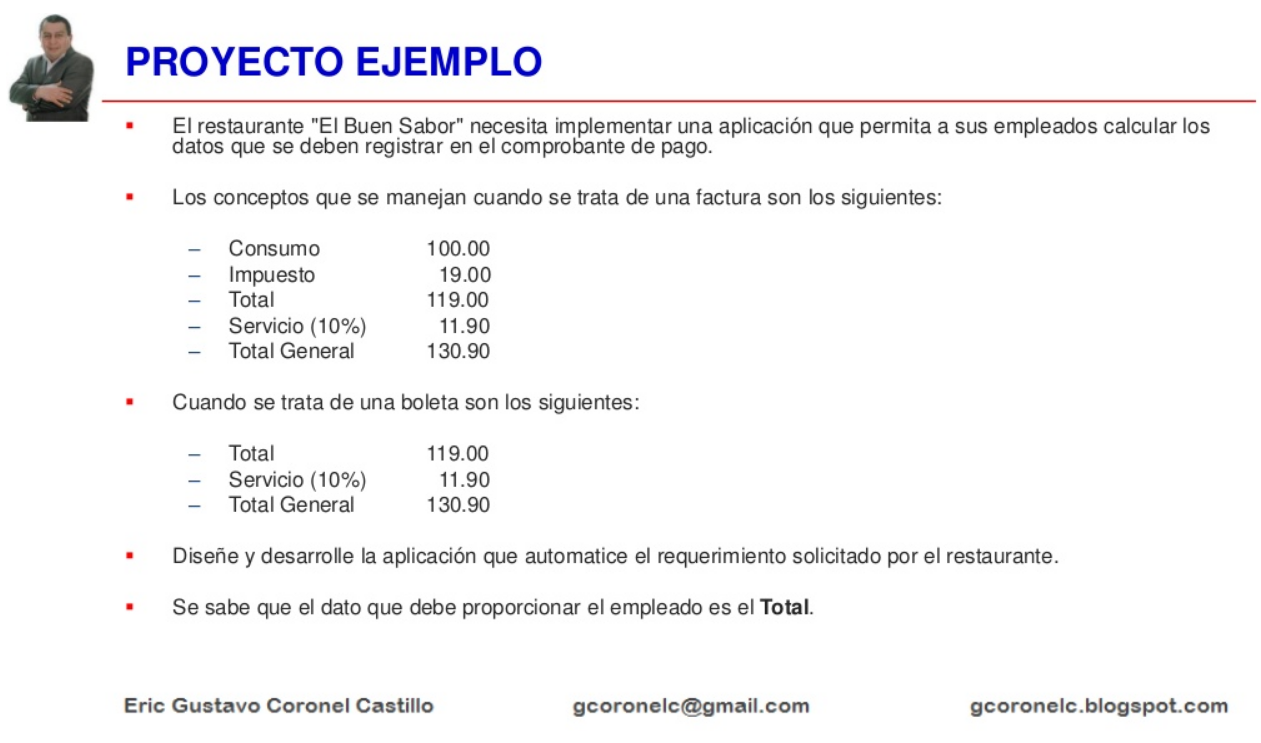 PROYECTO EJEMPLO
El restaurante "El Buen Sabor" necesita implementar una aplicación que permita a sus empleados calcular los
datos que se deben registrar en el comprobante de pago.
Los conceptos que se manejan cuando se trata de una factura son los siguientes:
– Consumo 100.00
– Impuesto 19.00
– Total 119.00
– Servicio (10%) 11.90
– Total General 130.90
Cuando se trata de una boleta son los siguientes:
– Total 119.00
– Servicio (10%) 11.90
– Total General 130.90
Diseñe y desarrolle la aplicación que automatice el requerimiento solicitado por el restaurante.
Se sabe que el dato que debe proporcionar el empleado es el Total.
Eric Gustavo Coronel Castillo gcoronelc@gmail.com gcoronelc.blogspot.com